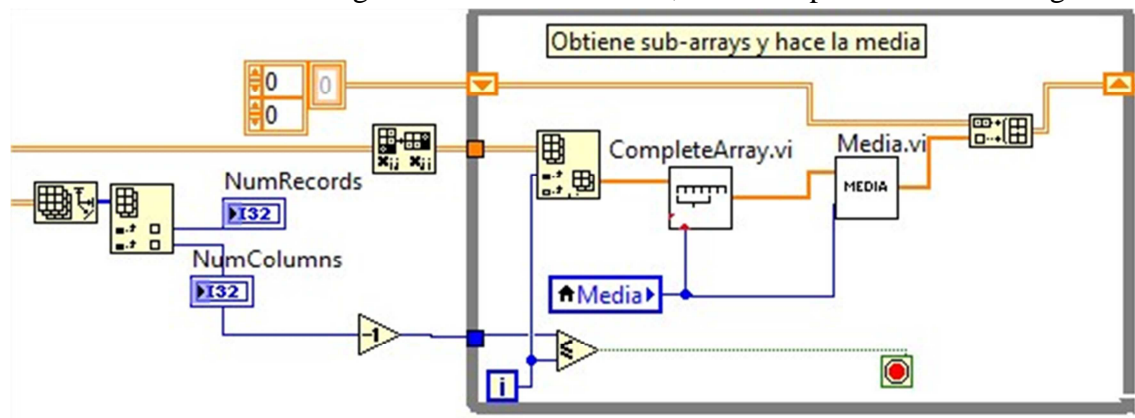 Obtiene sub-arrays y hace la media
0
0
0
CompleteArray.vi
Media.vi
MEDIA
NumRecords
I32
NumColumns
I32
Media
-1
i